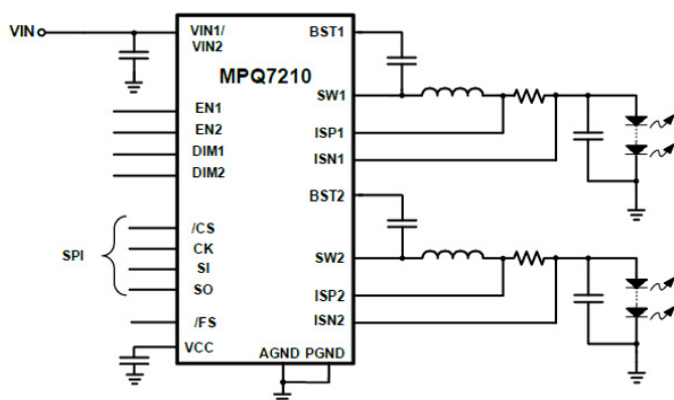 VIN
VIN1/
VIN2
BST1
MPQ7210
SW1
EN1
EN2
ISP1
DIM1
ISN1
DIM2
BST2
/CS
CK
SPI
SI
SO
SW2
ISP2
/FS
ISN2
VCC
AGND PGND